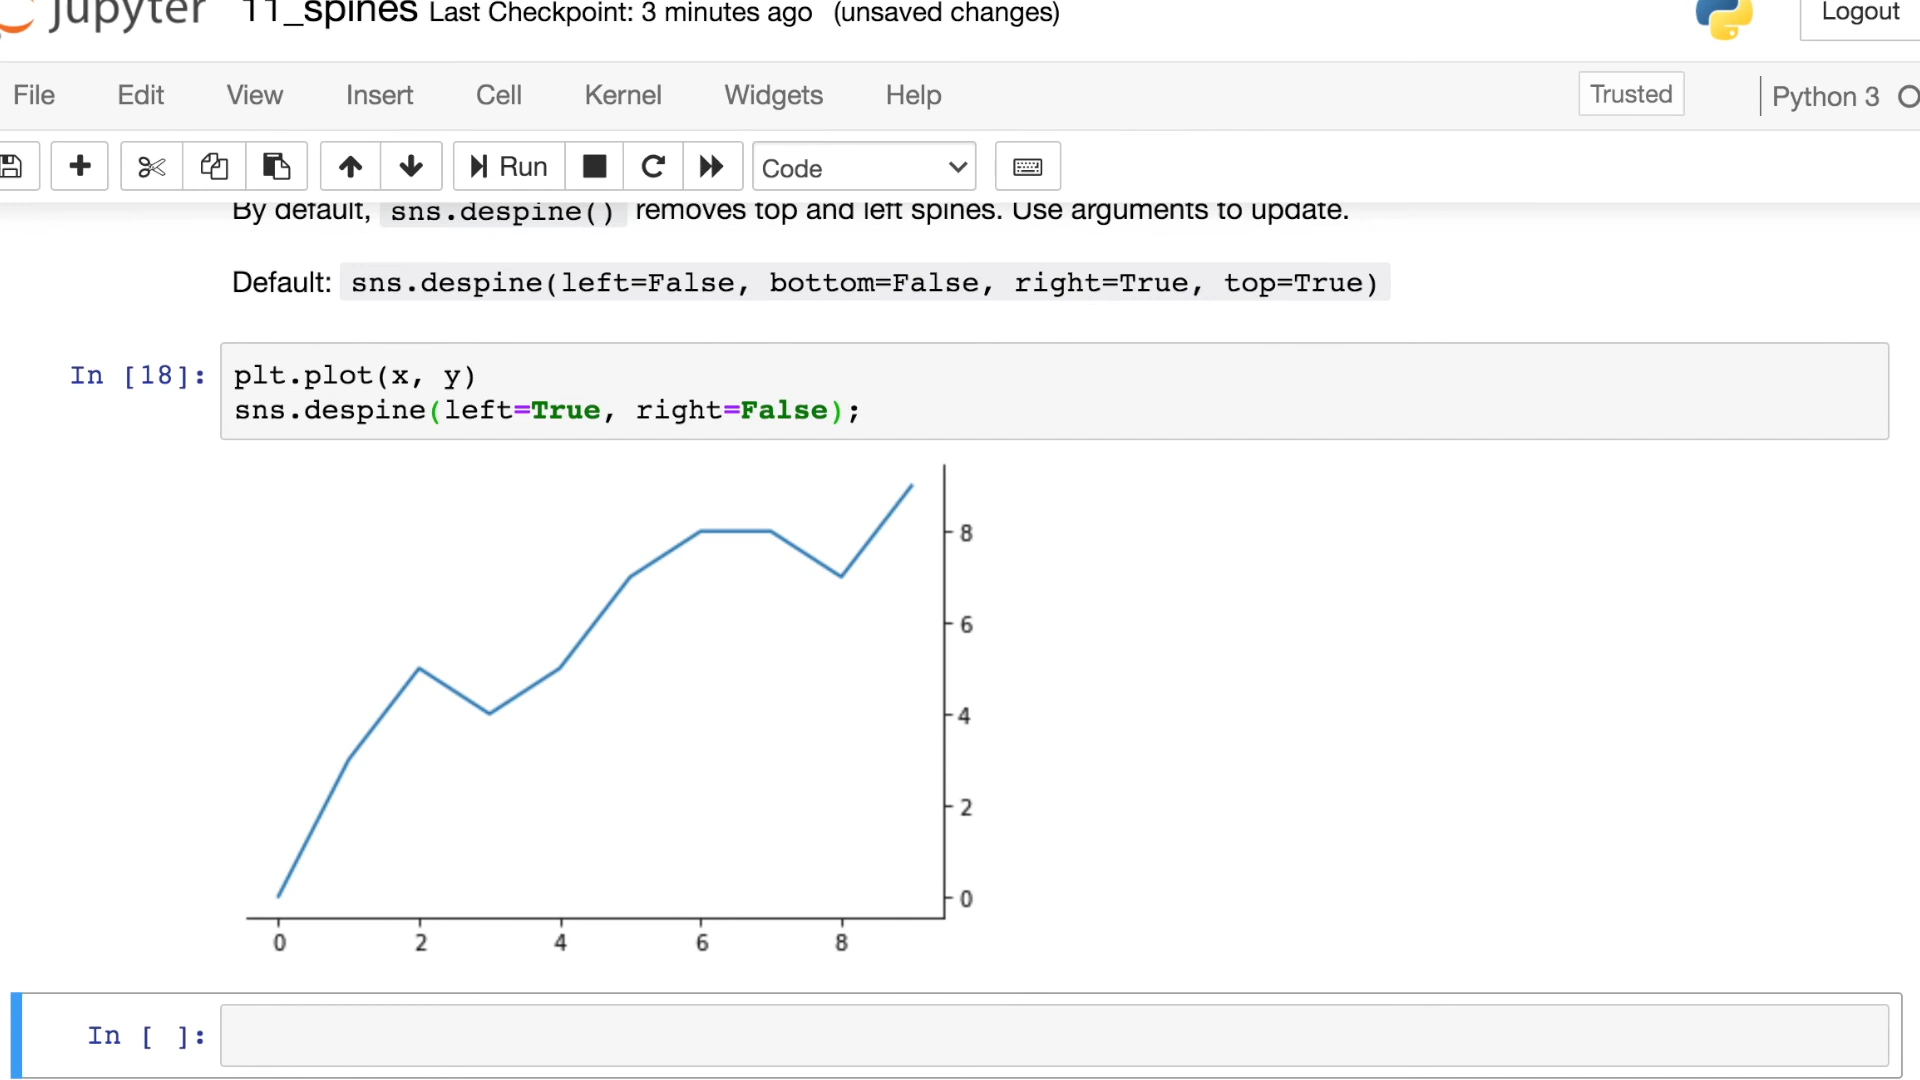 jupyter 11_spines Last Checkpoint: 3 minutes ago (unsaved changes) Logout
File Edit View Insert Cell Kernel Widgets Help Trusted Python 3
Run Code
By default, sns.despine() removes top and left spines. Use arguments to update.
Default: sns.despine(left=False, bottom=False, right=True, top=True)
In [18]: plt.plot(x, y)
sns.despine(left=True, right=False);
8
6
4
2
0
0 2 4 6 8
In [ ]: